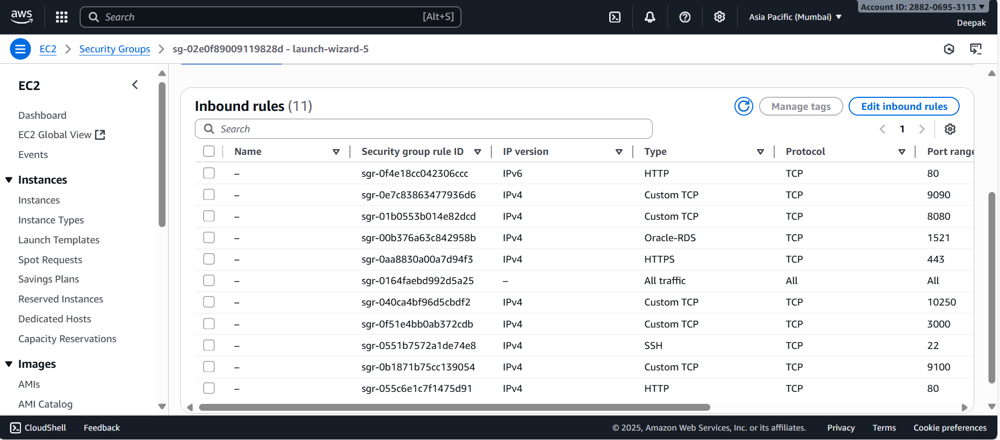 aws
Search
[Alt+S]
Asia Pacific (Mumbai) ▼
Account ID: 2882-0695-3113 ▼
Deepak
EC2 > Security Groups > sg-02e0f89009119828d - launch-wizard-5
EC2
Dashboard
EC2 Global View
Events
Instances
Instances
Instance Types
Launch Templates
Spot Requests
Savings Plans
Reserved Instances
Dedicated Hosts
Capacity Reservations
Images
AMIs
AMI Catalog
Inbound rules (11)
Manage tags
Edit inbound rules
Search
1
Name Security group rule ID IP version Type Protocol Port range
– sgr-0f4e18cc042306ccc IPv6 HTTP TCP 80
– sgr-0e7c83863477936d6 IPv4 Custom TCP TCP 9090
– sgr-01b0553b014e82dcd IPv4 Custom TCP TCP 8080
– sgr-00b376a63c842958b IPv4 Oracle-RDS TCP 1521
– sgr-0aa8830a00a7d94f3 IPv4 HTTPS TCP 443
– sgr-0164faebd992d5a25 – All traffic All All
– sgr-040ca4bf96d5cbdf2 IPv4 Custom TCP TCP 10250
– sgr-0f51e4bb0ab372cdb IPv4 Custom TCP TCP 3000
– sgr-0551b7572a1de74e8 IPv4 SSH TCP 22
– sgr-0b1871b75cc139054 IPv4 Custom TCP TCP 9100
– sgr-055c6e1c7f1475d91 IPv4 HTTP TCP 80
CloudShell
Feedback
© 2025, Amazon Web Services, Inc. or its affiliates.
Privacy
Terms
Cookie preferences